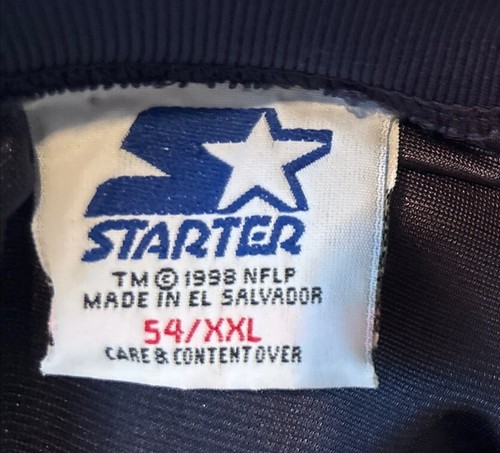 STARTER
TM © 1998 NFLP
MADE IN EL SALVADOR
54/XXL
CARE & CONTENT OVER